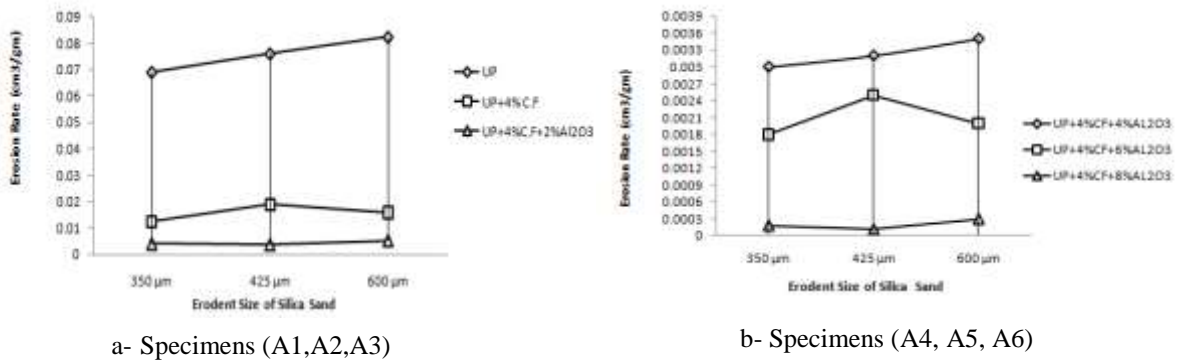 0.09
0.08
0.07
0.06
0.05
0.04
0.03
0.02
0.01
0
Erosion Rate (cm3/gm)
350 µm
425 µm
600 µm
Erodent Size of Silica Sand
UP
UP+4%C.F
UP+4%C.F+2%Al2O3
a- Specimens (A1,A2,A3)
0.0039
0.0036
0.0033
0.003
0.0027
0.0024
0.0021
0.0018
0.0015
0.0012
0.0009
0.0006
0.0003
0
Erosion Rate (cm3/gm)
350 µm
425 µm
600 µm
Erodent Size of Silica Sand
UP+4%CF+4%AL2O3
UP+4%CF+6%AL2O3
UP+4%CF+8%AL2O3
b- Specimens (A4, A5, A6)